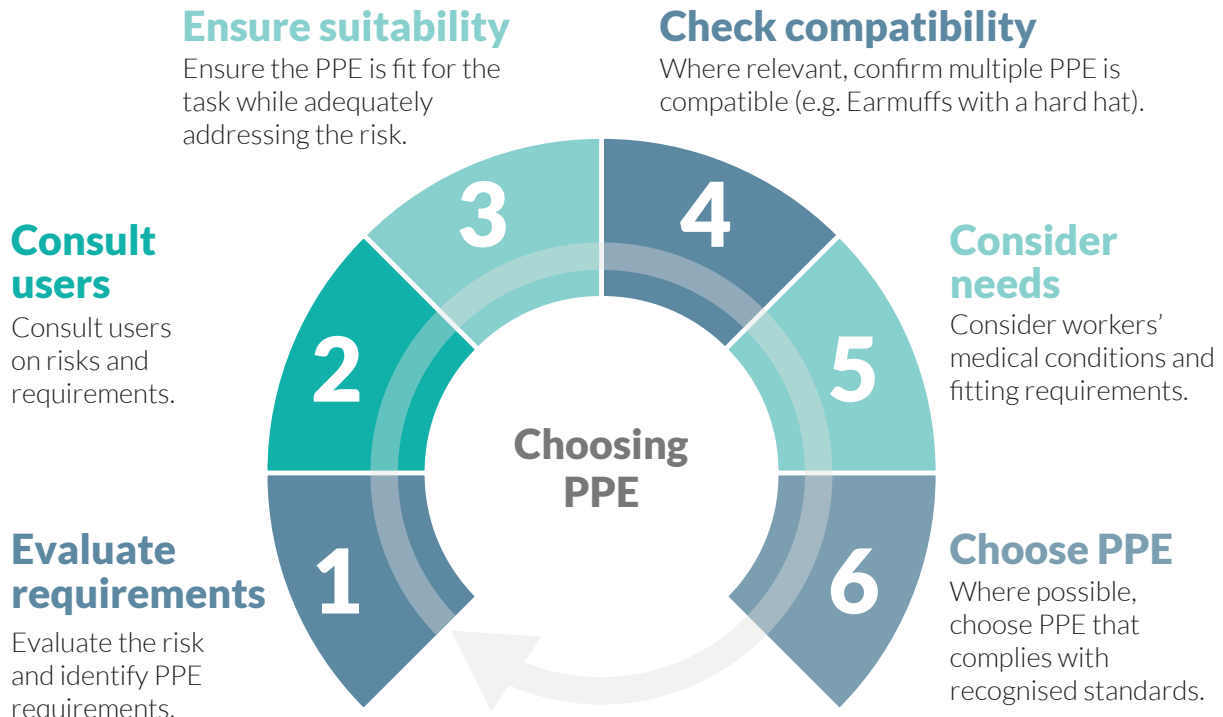 Ensure suitability
Ensure the PPE is fit for the
task while adequately
addressing the risk.
Check compatibility
Where relevant, confirm multiple PPE is
compatible (e.g. Earmuffs with a hard hat).
3
4
Consult
users
Consult users
on risks and
requirements.
2
5
Consider
needs
Consider workers’
medical conditions and
fitting requirements.
Choosing
PPE
Evaluate
requirements
Evaluate the risk
and identify PPE
requirements.
1
6
Choose PPE
Where possible,
choose PPE that
complies with
recognised standards.